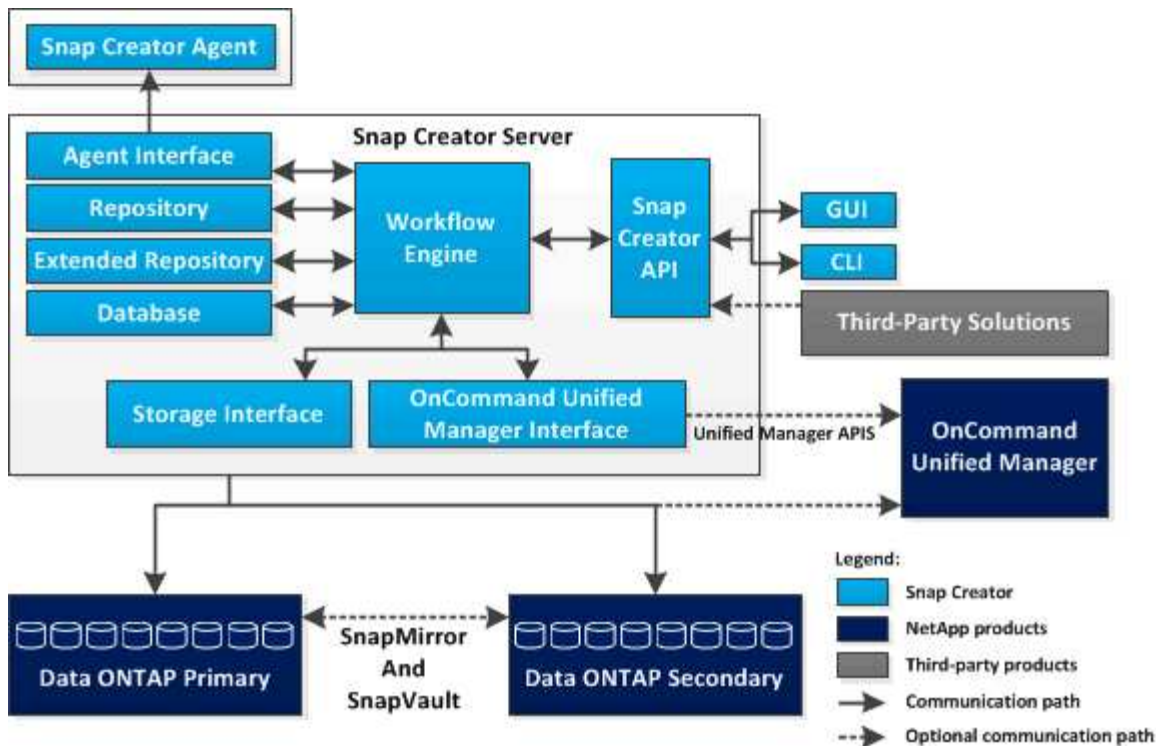 Snap Creator Agent
Snap Creator Server
Agent Interface
Repository
Extended Repository
Database
Workflow
Engine
Snap
Creator
API
GUI
CLI
Third-Party Solutions
Storage Interface
OnCommand Unified
Manager Interface
Unified Manager APIS
OnCommand
Unified Manager
Data ONTAP Primary
SnapMirror
And
SnapVault
Data ONTAP Secondary
Legend:
Snap Creator
NetApp products
Third-party products
Communication path
Optional communication path